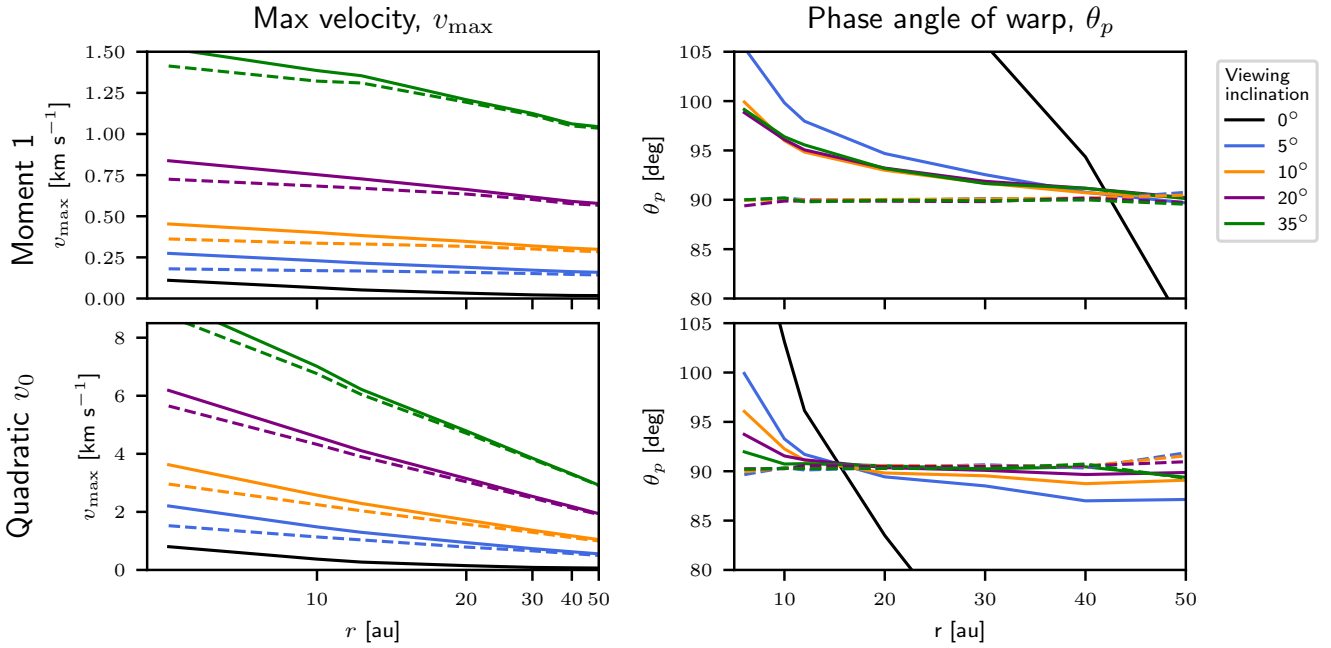 Max velocity, v_max
Phase angle of warp, θ_p
Moment 1
v_max [km s⁻¹]
1.50
1.25
1.00
0.75
0.50
0.25
0.00
θ_p [deg]
105
100
95
90
85
80
Viewing
inclination
0°
5°
10°
20°
35°
Quadratic v₀
v_max [km s⁻¹]
8
6
4
2
0
10 20 30 40 50
r [au]
θ_p [deg]
105
100
95
90
85
80
10 20 30 40 50
r [au]